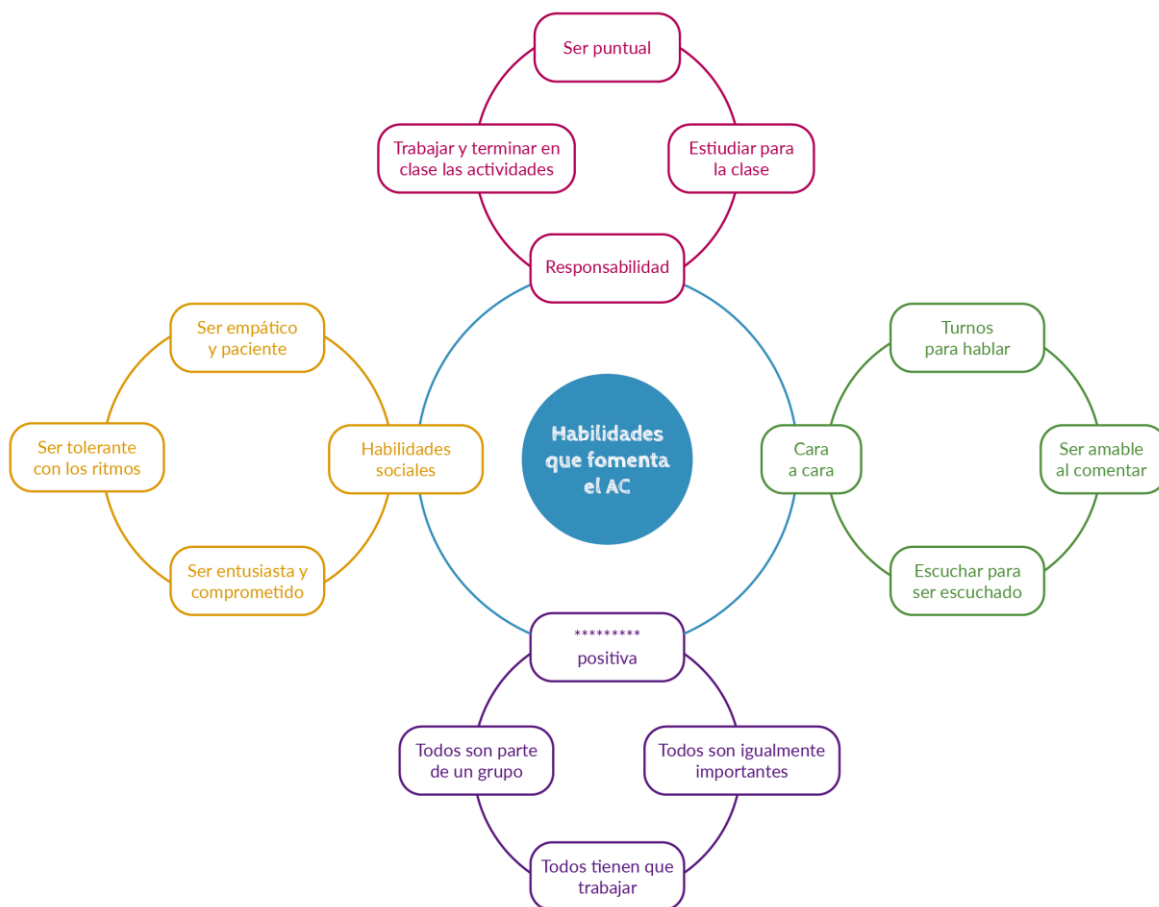 Ser puntual
Trabajar y terminar en
clase las actividades
Estiudiar para
la clase
Responsabilidad
Ser empático
y paciente
Ser tolerante
con los ritmos
Habilidades
sociales
Ser entusiasta y
comprometido
Habilidades
que fomenta
el AC
Turnos
para hablar
Cara
a cara
Ser amable
al comentar
Escuchar para
ser escuchado
*********
positiva
Todos son parte
de un grupo
Todos son igualmente
importantes
Todos tienen que
trabajar